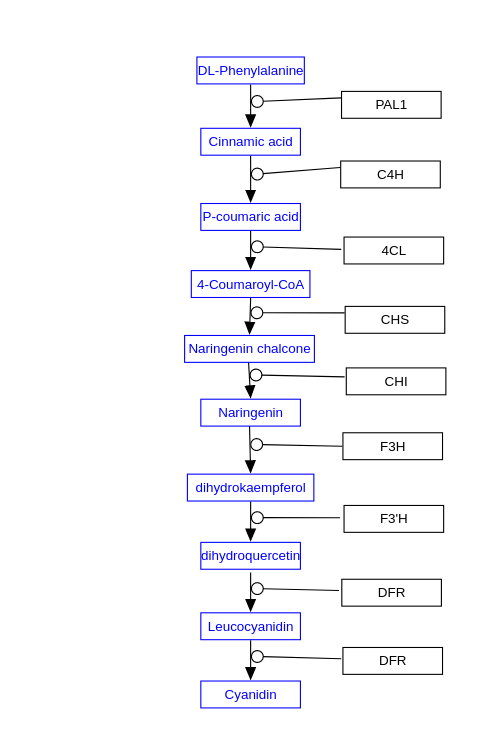 DL-Phenylalanine
PAL1
Cinnamic acid
C4H
P-coumaric acid
4CL
4-Coumaroyl-CoA
CHS
Naringenin chalcone
CHI
Naringenin
F3H
dihydrokaempferol
F3'H
dihydroquercetin
DFR
Leucocyanidin
DFR
Cyanidin